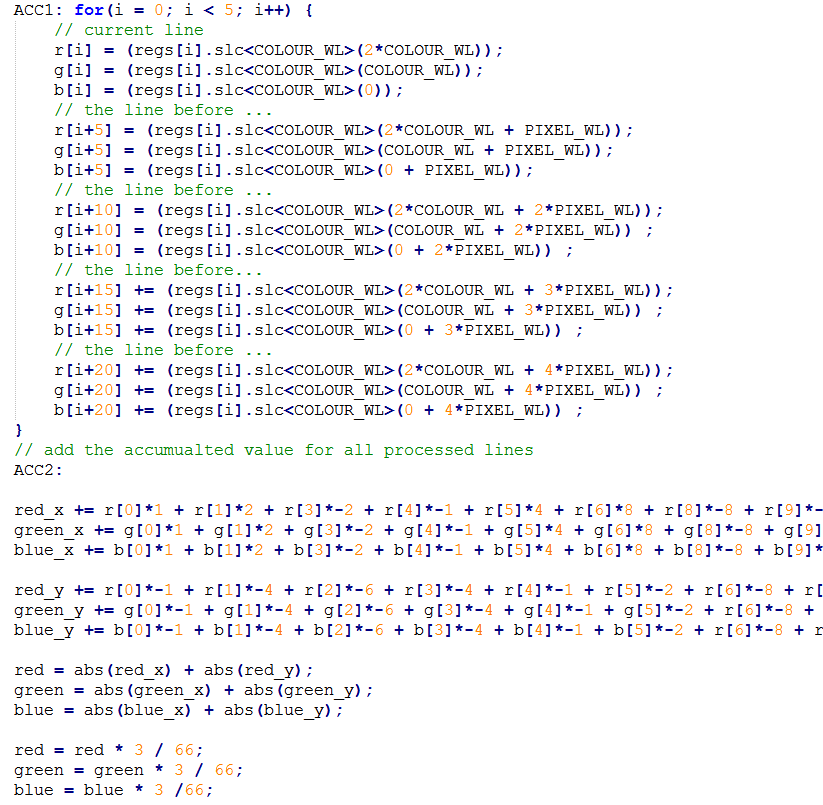 ACC1: for(i = 0; i < 5; i++) {
// current line
r[i] = (regs[i].slc<COLOUR_WL>(2*COLOUR_WL));
g[i] = (regs[i].slc<COLOUR_WL>(COLOUR_WL));
b[i] = (regs[i].slc<COLOUR_WL>(0));
// the line before ...
r[i+5] = (regs[i].slc<COLOUR_WL>(2*COLOUR_WL + PIXEL_WL));
g[i+5] = (regs[i].slc<COLOUR_WL>(COLOUR_WL + PIXEL_WL));
b[i+5] = (regs[i].slc<COLOUR_WL>(0 + PIXEL_WL));
// the line before ...
r[i+10] = (regs[i].slc<COLOUR_WL>(2*COLOUR_WL + 2*PIXEL_WL));
g[i+10] = (regs[i].slc<COLOUR_WL>(COLOUR_WL + 2*PIXEL_WL)) ;
b[i+10] = (regs[i].slc<COLOUR_WL>(0 + 2*PIXEL_WL)) ;
// the line before...
r[i+15] += (regs[i].slc<COLOUR_WL>(2*COLOUR_WL + 3*PIXEL_WL));
g[i+15] += (regs[i].slc<COLOUR_WL>(COLOUR_WL + 3*PIXEL_WL)) ;
b[i+15] += (regs[i].slc<COLOUR_WL>(0 + 3*PIXEL_WL)) ;
// the line before ...
r[i+20] += (regs[i].slc<COLOUR_WL>(2*COLOUR_WL + 4*PIXEL_WL));
g[i+20] += (regs[i].slc<COLOUR_WL>(COLOUR_WL + 4*PIXEL_WL)) ;
b[i+20] += (regs[i].slc<COLOUR_WL>(0 + 4*PIXEL_WL)) ;
}
// add the accumualted value for all processed lines
ACC2:
red_x += r[0]*1 + r[1]*2 + r[3]*-2 + r[4]*-1 + r[5]*4 + r[6]*8 + r[8]*-8 + r[9]*-
green_x += g[0]*1 + g[1]*2 + g[3]*-2 + g[4]*-1 + g[5]*4 + g[6]*8 + g[8]*-8 + g[9]
blue_x += b[0]*1 + b[1]*2 + b[3]*-2 + b[4]*-1 + b[5]*4 + b[6]*8 + b[8]*-8 + b[9]*
red_y += r[0]*-1 + r[1]*-4 + r[2]*-6 + r[3]*-4 + r[4]*-1 + r[5]*-2 + r[6]*-8 + r[
green_y += g[0]*-1 + g[1]*-4 + g[2]*-6 + g[3]*-4 + g[4]*-1 + g[5]*-2 + r[6]*-8 +
blue_y += b[0]*-1 + b[1]*-4 + b[2]*-6 + b[3]*-4 + b[4]*-1 + b[5]*-2 + r[6]*-8 + r
red = abs(red_x) + abs(red_y);
green = abs(green_x) + abs(green_y);
blue = abs(blue_x) + abs(blue_y);
red = red * 3 / 66;
green = green * 3 / 66;
blue = blue * 3 /66;